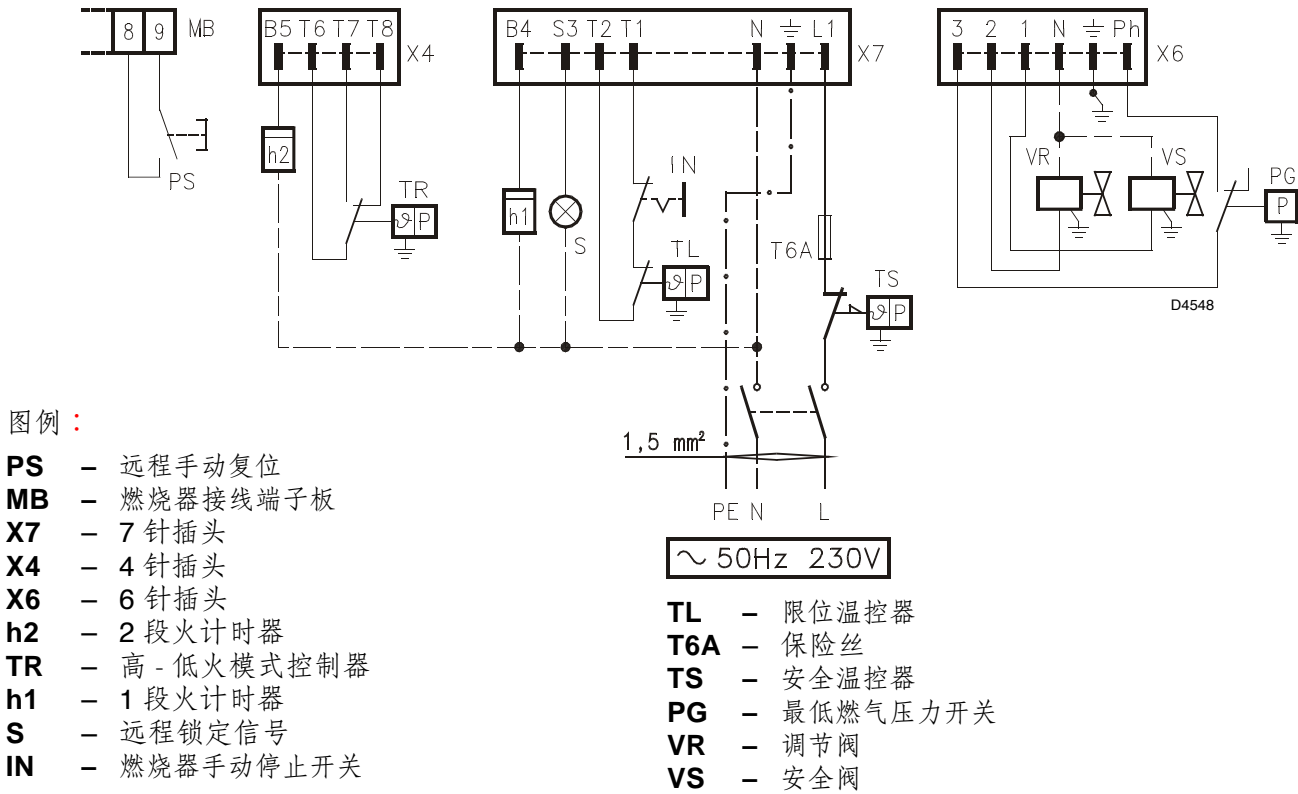 8 9 MB
B5 T6 T7 T8
X4
B4 S3 T2 T1 N L1
X7
3 2 1 N Ph
X6
h2
PS
TR
ϑ P
h1
S
IN
TL
ϑ P
T6A
TS
ϑ P
VR
VS
PG
P
D4548
1,5 mm²
PE N L
~ 50Hz 230V
图例：
PS – 远程手动复位
MB – 燃烧器接线端子板
X7 – 7 针插头
X4 – 4 针插头
X6 – 6 针插头
h2 – 2 段火计时器
TR – 高 - 低火模式控制器
h1 – 1 段火计时器
S – 远程锁定信号
IN – 燃烧器手动停止开关
TL – 限位温控器
T6A – 保险丝
TS – 安全温控器
PG – 最低燃气压力开关
VR – 调节阀
VS – 安全阀